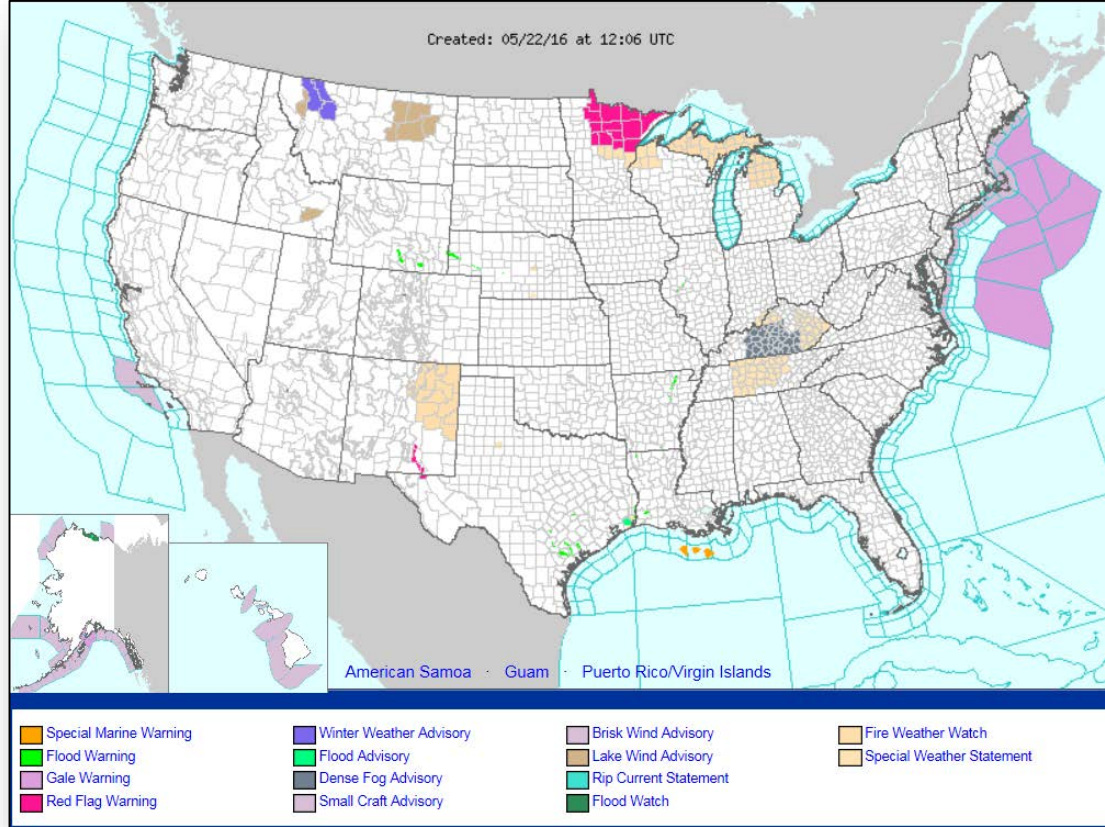 Created: 05/22/16 at 12:06 UTC
American Samoa · Guam · Puerto Rico/Virgin Islands
Special Marine Warning
Winter Weather Advisory
Brisk Wind Advisory
Fire Weather Watch
Flood Warning
Flood Advisory
Lake Wind Advisory
Special Weather Statement
Gale Warning
Dense Fog Advisory
Rip Current Statement
Red Flag Warning
Small Craft Advisory
Flood Watch